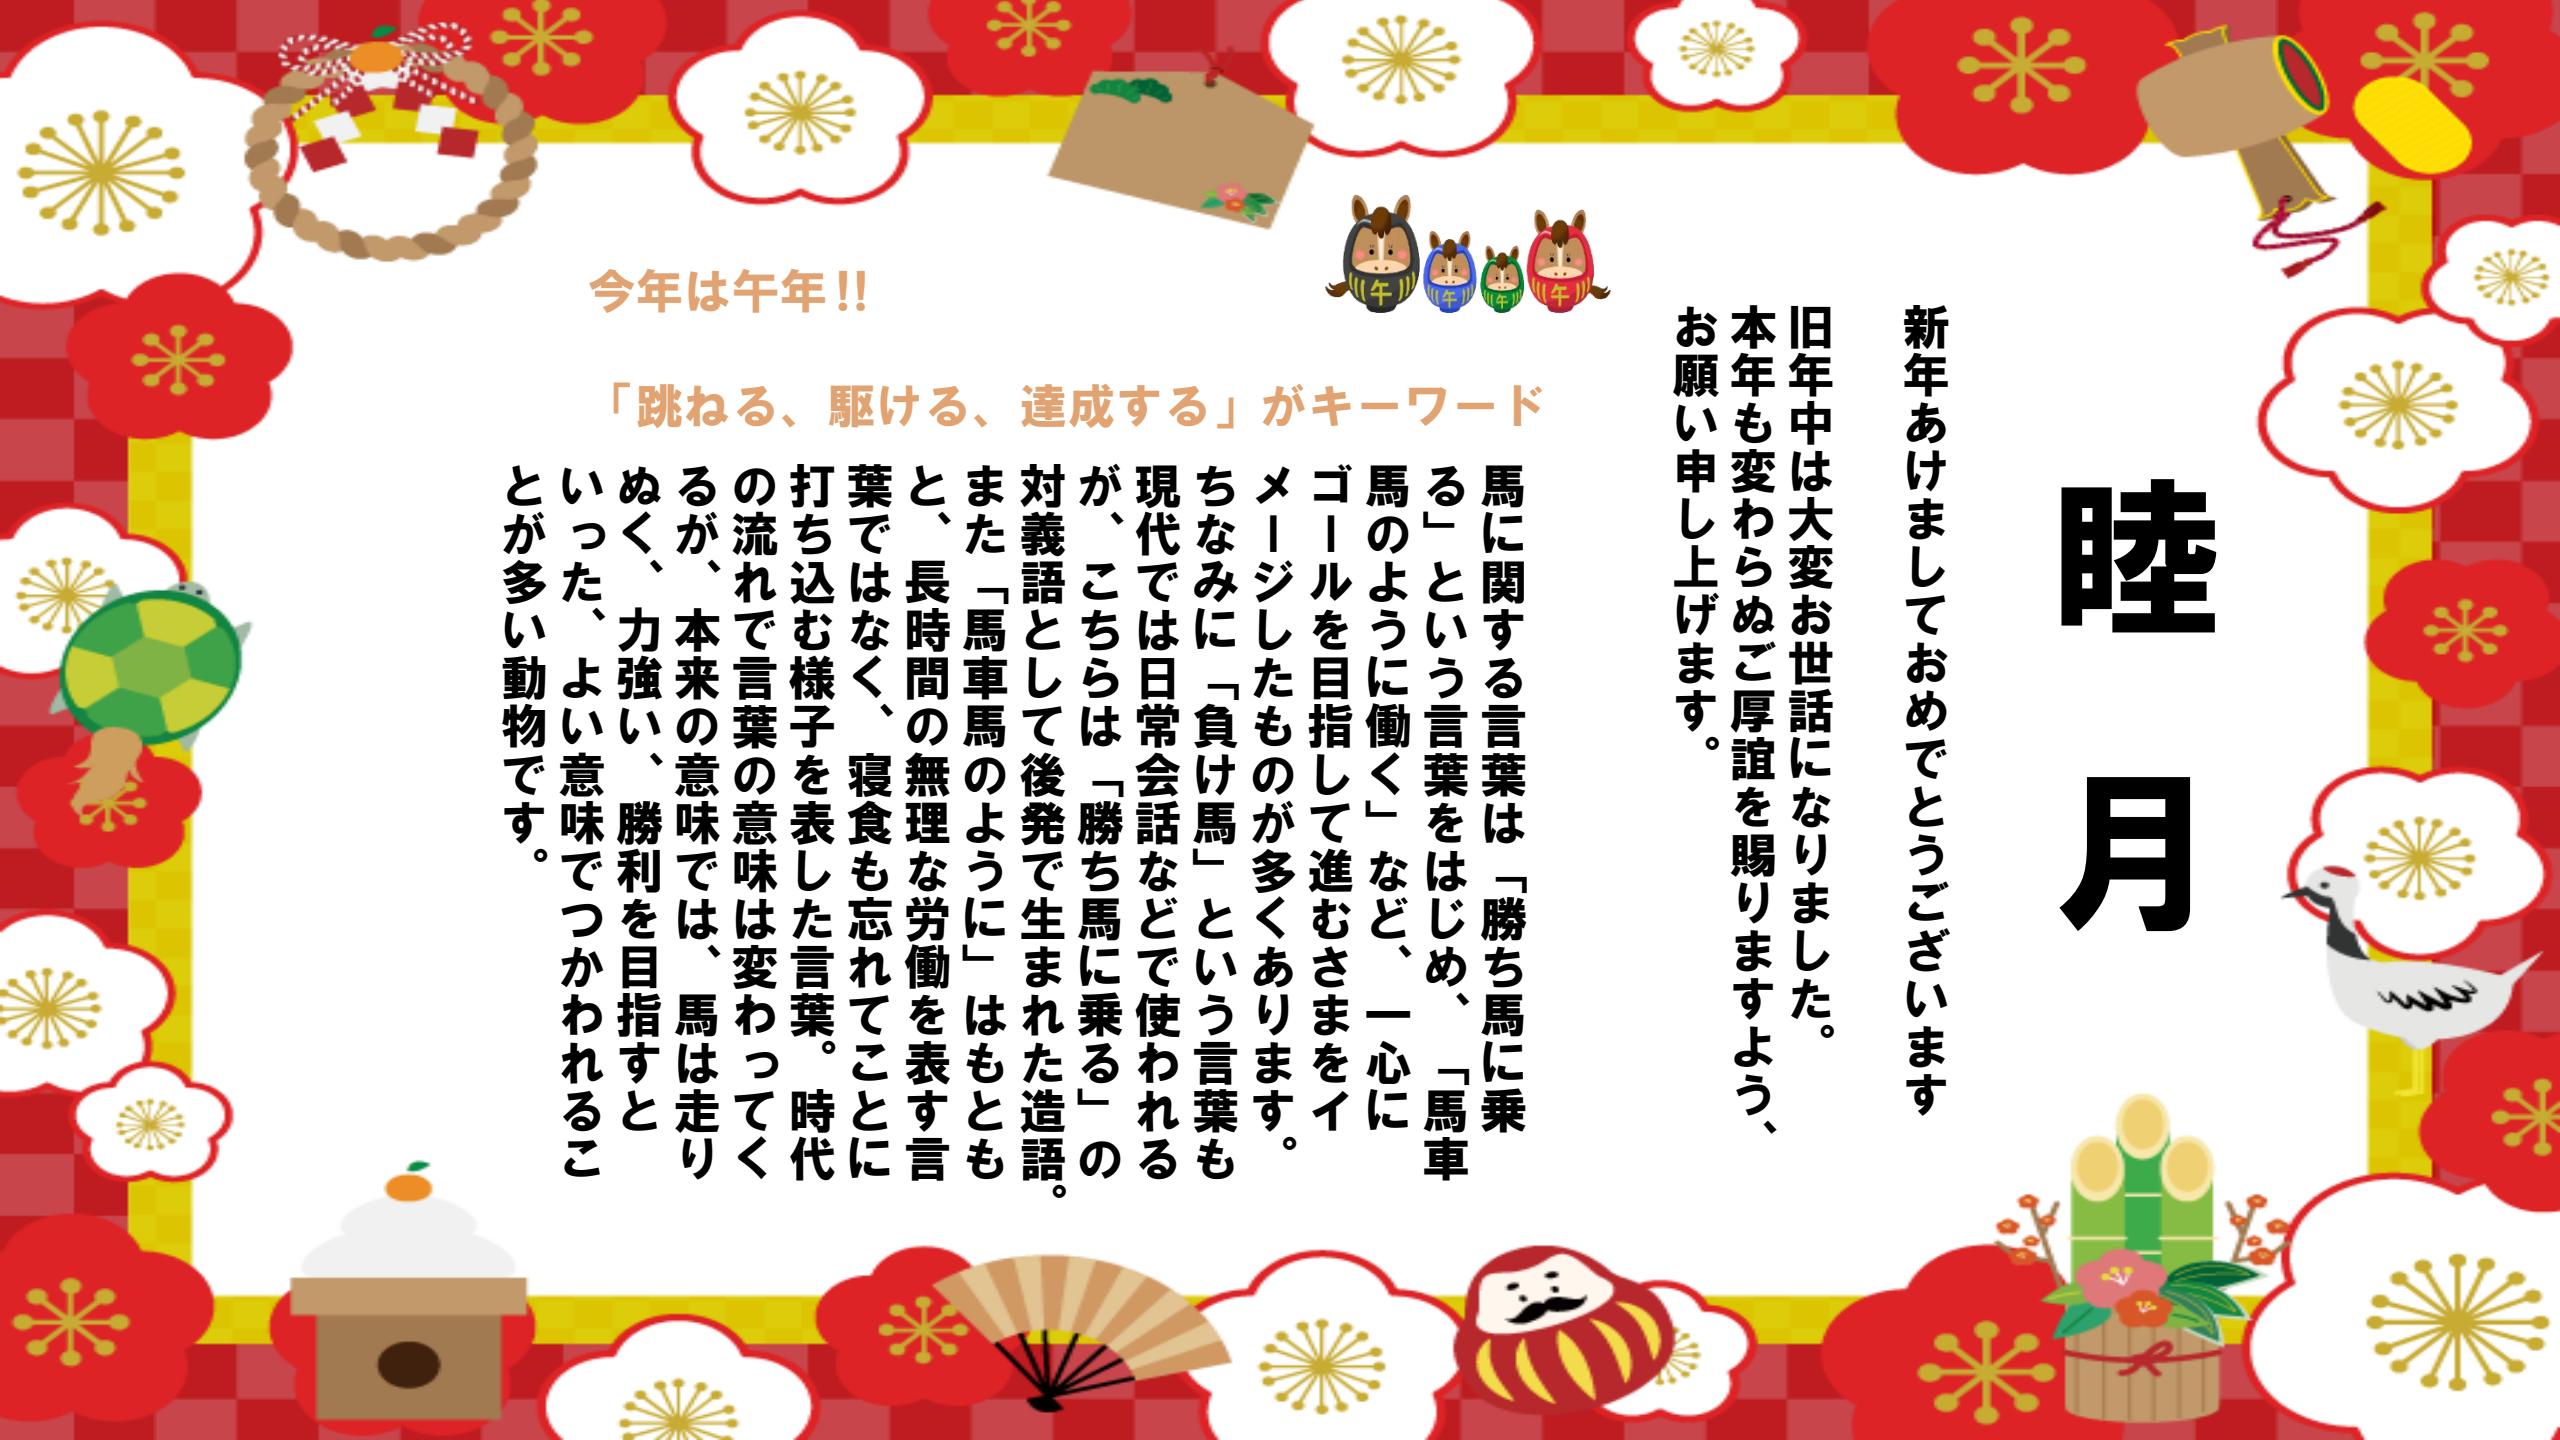 睦月
新年あけましておめでとうございます
旧年中は大変お世話になりました。
本年も変わらぬご厚誼を賜りますよう、
お願い申し上げます。
午
午
午
午
今年は午年!!
「跳ねる、駆ける、達成する」がキーワード
馬に関する言葉は「勝ち馬に乗
る」という言葉をはじめ、「馬車
馬のように働く」など、一心に
ゴールを目指して進むさまをイ
メージしたものが多くあります。
ちなみに「負け馬」という言葉も
現代では日常会話などで使われる
が、こちらは「勝ち馬に乗る」の
対義語として後発で生まれた造語。
また「馬車馬のように」はもとも
と、長時間の無理な労働を表す言
葉ではなく、寝食も忘れてことに
打ち込む様子を表した言葉。時代
の流れで言葉の意味は変わってく
るが、本来の意味では、馬は走り
ぬく、力強い、勝利を目指すと
いった、よい意味でつかわれるこ
とが多い動物です。